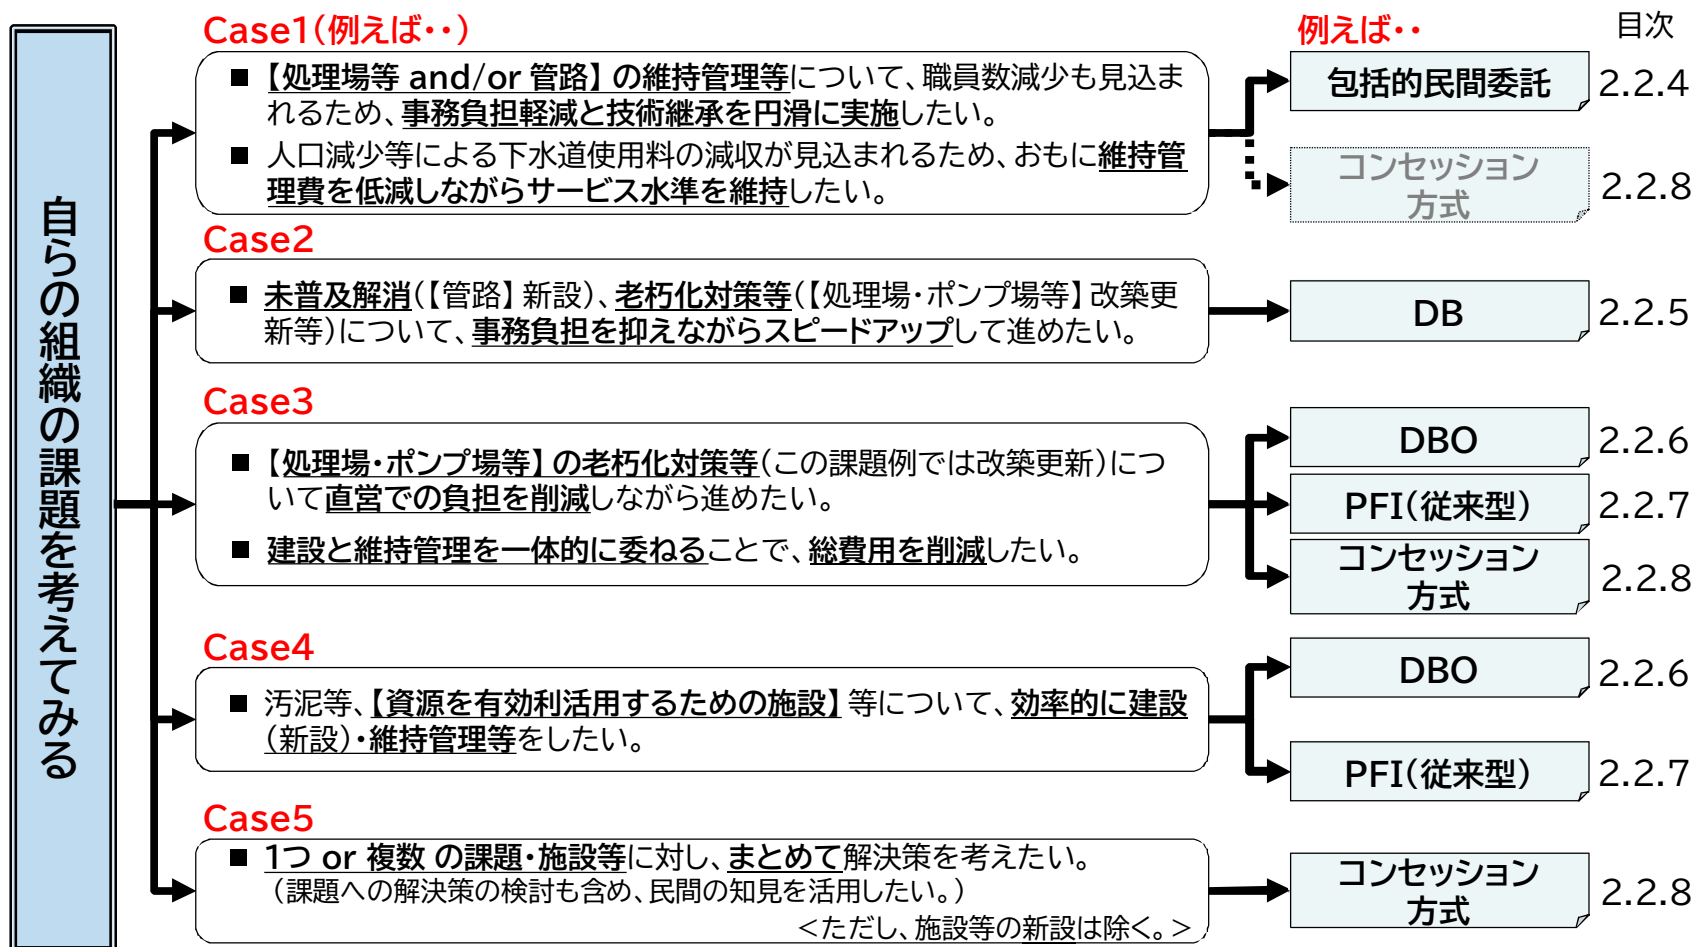 自らの組織の課題を考えてみる
Case1(例えば・・)
■ 【処理場等 and/or 管路】の維持管理等について、職員数減少も見込ま
れるため、事務負担軽減と技術継承を円滑に実施したい。
■ 人口減少等による下水道使用料の減収が見込まれるため、おもに維持管
理費を低減しながらサービス水準を維持したい。
例えば・・
目次
包括的民間委託
2.2.4
コンセッション
方式
2.2.8
Case2
■ 未普及解消(【管路】新設)、老朽化対策等(【処理場・ポンプ場等】改築更
新等)について、事務負担を抑えながらスピードアップして進めたい。
DB
2.2.5
Case3
■ 【処理場・ポンプ場等】の老朽化対策等(この課題例では改築更新)につ
いて直営での負担を削減しながら進めたい。
■ 建設と維持管理を一体的に委ねることで、総費用を削減したい。
DBO
2.2.6
PFI(従来型)
2.2.7
コンセッション
方式
2.2.8
Case4
■ 汚泥等、【資源を有効利活用するための施設】等について、効率的に建設
(新設)・維持管理等をしたい。
DBO
2.2.6
PFI(従来型)
2.2.7
Case5
■ 1つ or 複数 の課題・施設等に対し、まとめて解決策を考えたい。
(課題への解決策の検討も含め、民間の知見を活用したい。)
<ただし、施設等の新設は除く。>
コンセッション
方式
2.2.8